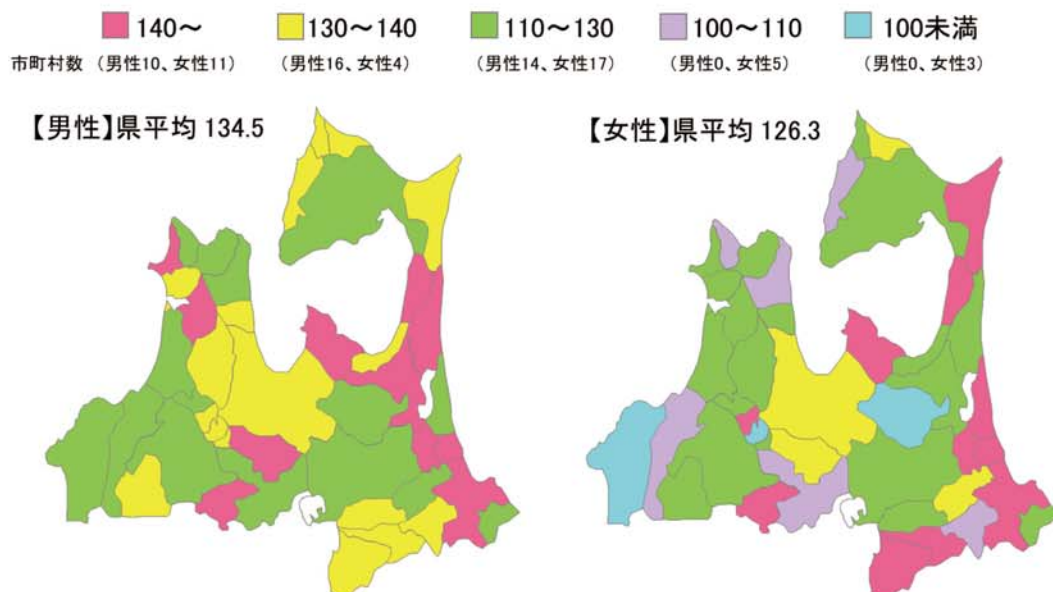 140～ 130～140 110～130 100～110 100未満
市町村数 （男性10、女性11） （男性16、女性4） （男性14、女性17） （男性0、女性5） （男性0、女性3）
【男性】県平均 134.5 【女性】県平均 126.3